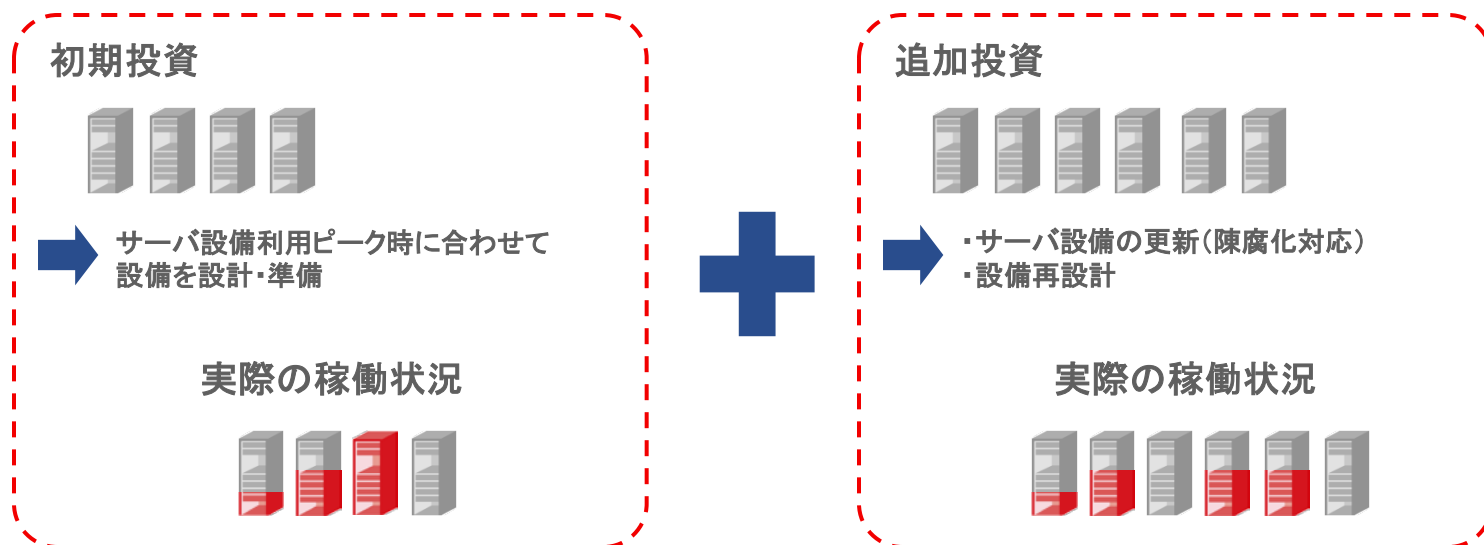 初期投資
サーバ設備利用ピーク時に合わせて
設備を設計・準備
実際の稼働状況
追加投資
・サーバ設備の更新（陳腐化対応）
・設備再設計
実際の稼働状況